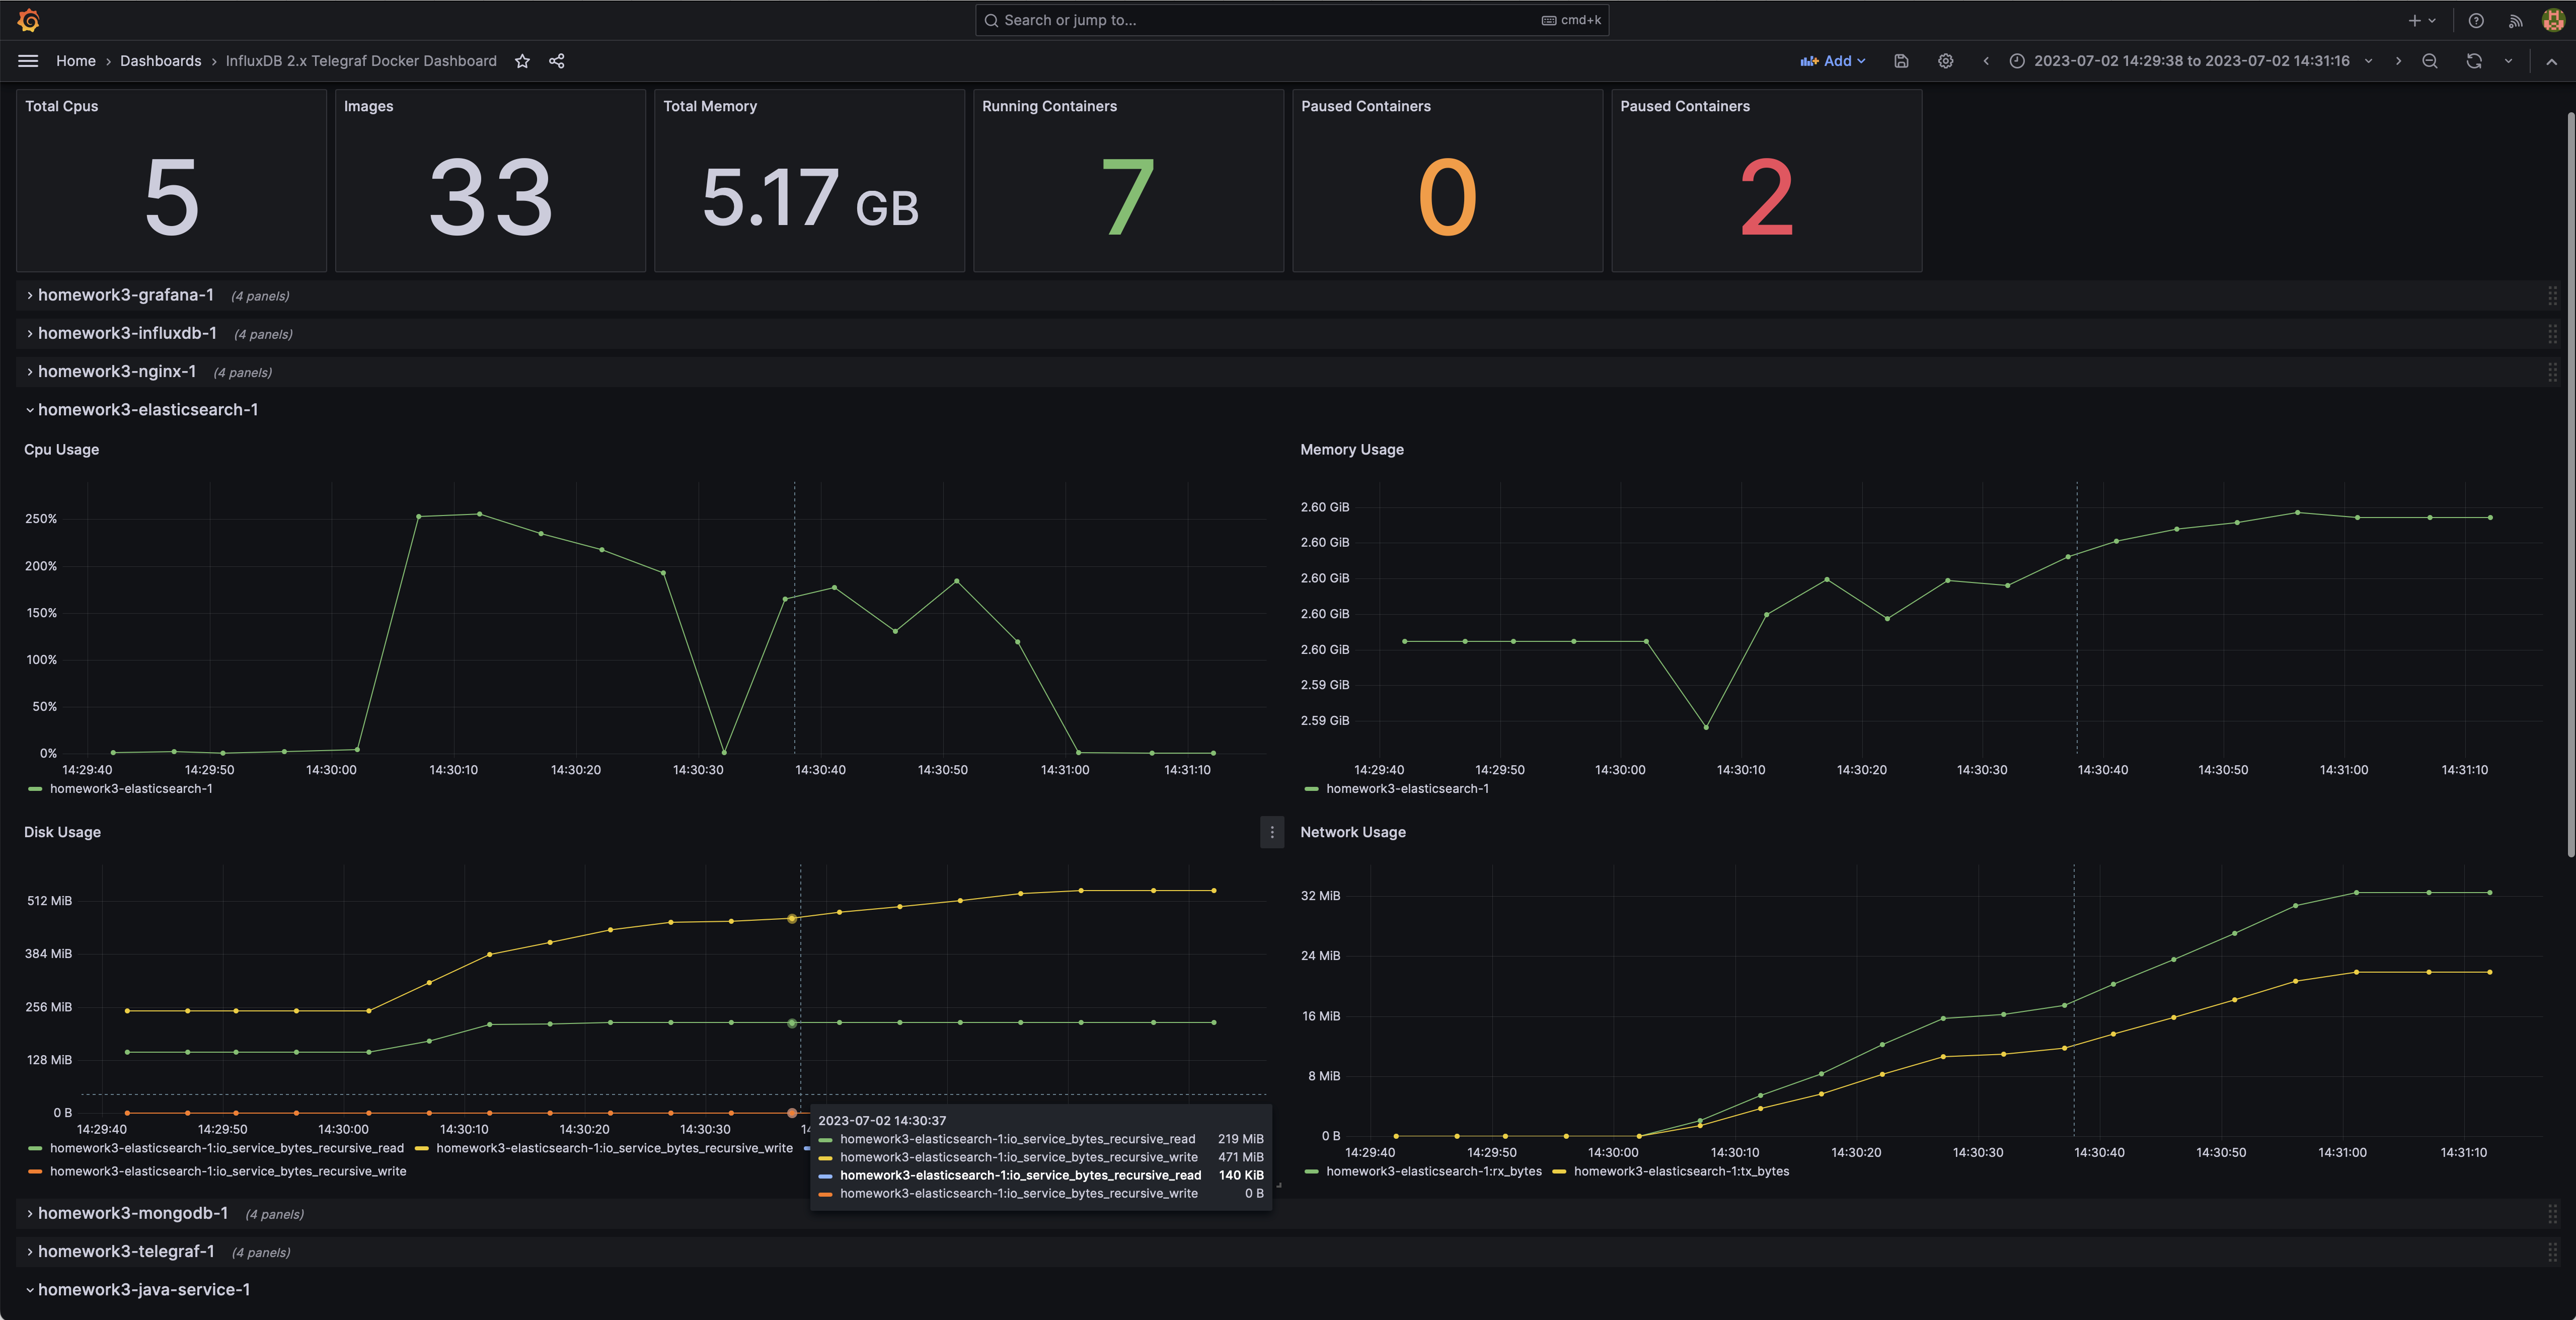 Search or jump to... cmd+k
Home › Dashboards › InfluxDB 2.x Telegraf Docker Dashboard
Add
2023-07-02 14:29:38 to 2023-07-02 14:31:16
Total Cpus
5
Images
33
Total Memory
5.17 GB
Running Containers
7
Paused Containers
0
Paused Containers
2
homework3-grafana-1 (4 panels)
homework3-influxdb-1 (4 panels)
homework3-nginx-1 (4 panels)
homework3-elasticsearch-1
Cpu Usage
250%
200%
150%
100%
50%
0%
14:29:40 14:29:50 14:30:00 14:30:10 14:30:20 14:30:30 14:30:40 14:30:50 14:31:00 14:31:10
homework3-elasticsearch-1
Memory Usage
2.60 GiB
2.60 GiB
2.60 GiB
2.60 GiB
2.60 GiB
2.59 GiB
2.59 GiB
14:29:40 14:29:50 14:30:00 14:30:10 14:30:20 14:30:30 14:30:40 14:30:50 14:31:00 14:31:10
homework3-elasticsearch-1
Disk Usage
512 MiB
384 MiB
256 MiB
128 MiB
0 B
14:29:40 14:29:50 14:30:00 14:30:10 14:30:20 14:30:30
homework3-elasticsearch-1:io_service_bytes_recursive_read homework3-elasticsearch-1:io_service_bytes_recursive_write
homework3-elasticsearch-1:io_service_bytes_recursive_write
2023-07-02 14:30:37
homework3-elasticsearch-1:io_service_bytes_recursive_read 219 MiB
homework3-elasticsearch-1:io_service_bytes_recursive_write 471 MiB
homework3-elasticsearch-1:io_service_bytes_recursive_read 140 KiB
homework3-elasticsearch-1:io_service_bytes_recursive_write 0 B
Network Usage
32 MiB
24 MiB
16 MiB
8 MiB
0 B
14:29:40 14:29:50 14:30:00 14:30:10 14:30:20 14:30:30 14:30:40 14:30:50 14:31:00 14:31:10
homework3-elasticsearch-1:rx_bytes homework3-elasticsearch-1:tx_bytes
homework3-mongodb-1 (4 panels)
homework3-telegraf-1 (4 panels)
homework3-java-service-1